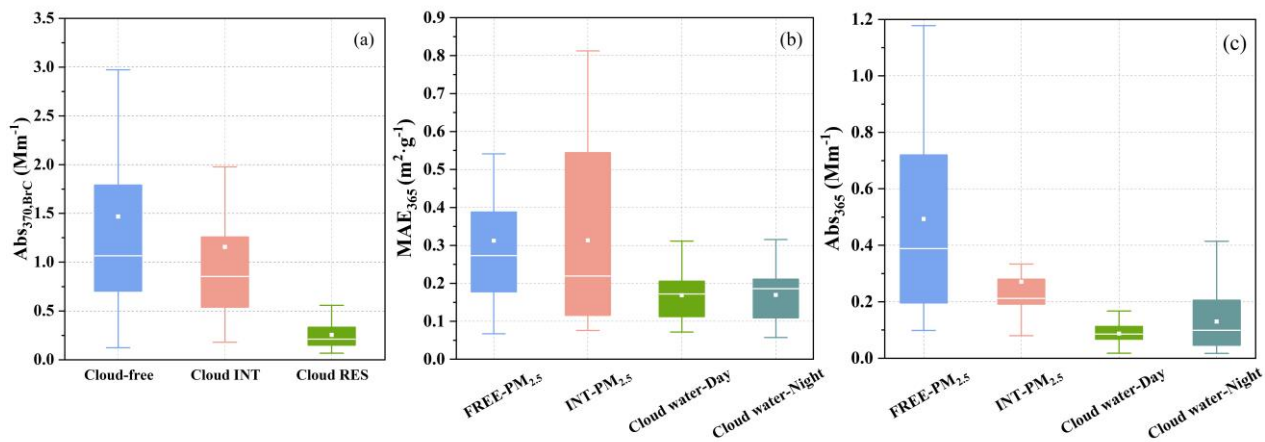 (a)
Abs370,BrC (Mm-1)
3.5
3.0
2.5
2.0
1.5
1.0
0.5
0.0
Cloud-free Cloud INT Cloud RES
(b)
MAE365 (m2·g-1)
0.9
0.8
0.7
0.6
0.5
0.4
0.3
0.2
0.1
0.0
FREE-PM2.5 INT-PM2.5 Cloud water-Day Cloud water-Night
(c)
Abs365 (Mm-1)
1.2
1.0
0.8
0.6
0.4
0.2
0.0
FREE-PM2.5 INT-PM2.5 Cloud water-Day Cloud water-Night